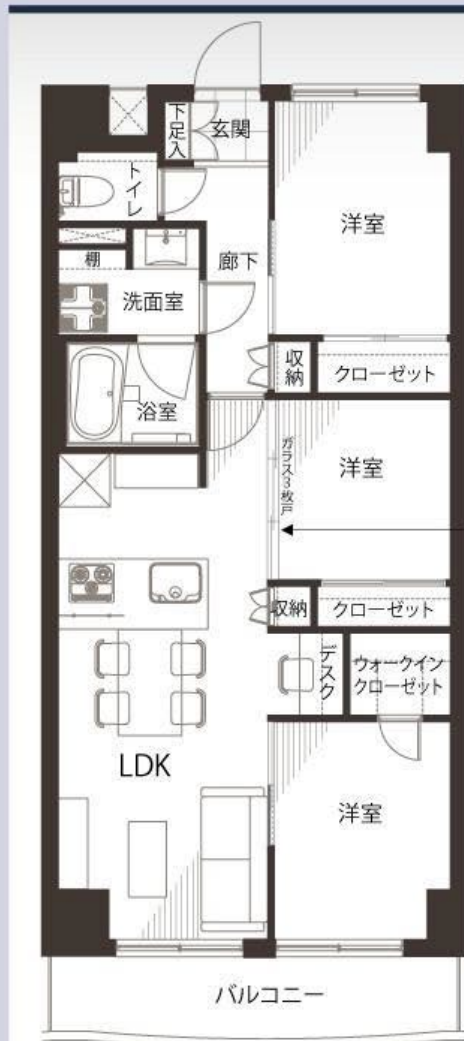 下足入
玄関
トイレ
洋室
棚
洗面室
廊下
浴室
収納
クローゼット
ガラス3枚戸
洋室
収納
クローゼット
デスク
ウォークイン
クローゼット
LDK
洋室
バルコニー